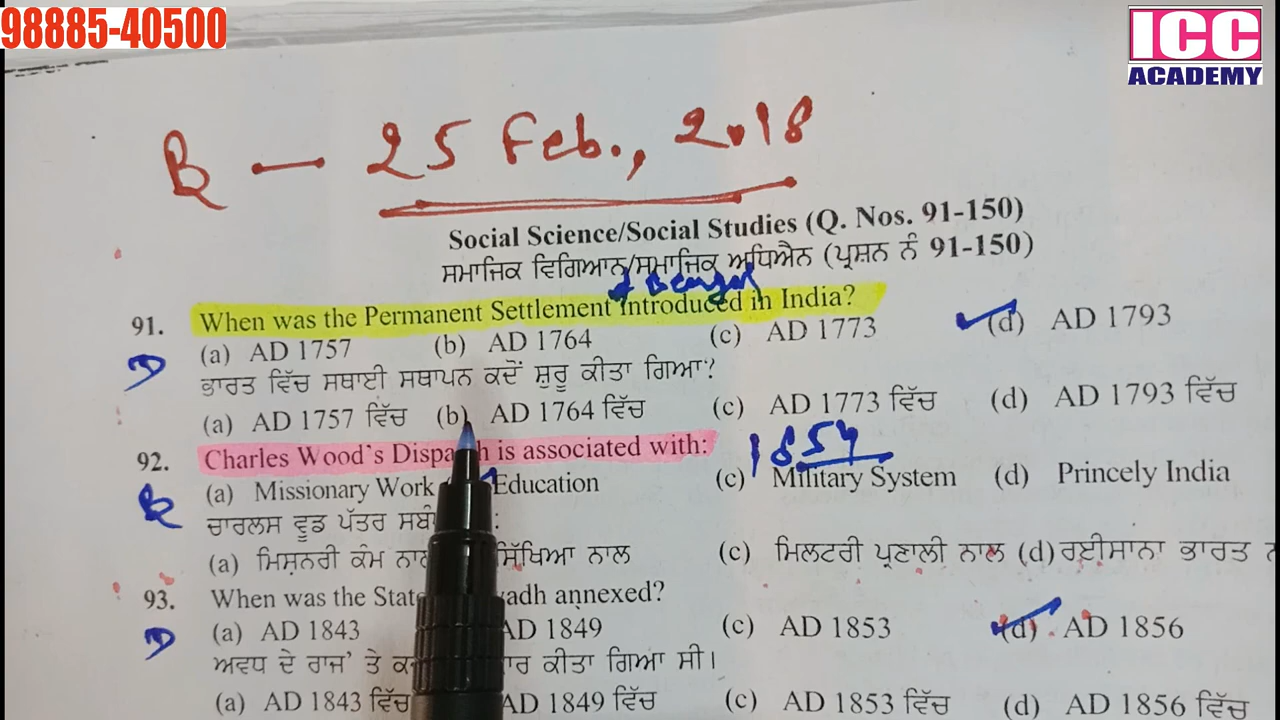 98885-40500
ICC
ACADEMY
25 Feb., 2018
Social Science/Social Studies (Q. Nos. 91-150)
ਸਮਾਜਿਕ ਵਿਗਿਆਨ/ਸਮਾਜਿਕ ਅਧਿਐਨ (ਪ੍ਰਸ਼ਨ ਨੰ 91-150)
of Bengal
91. When was the Permanent Settlement Introduced in India?
(a) AD 1757 (b) AD 1764 (c) AD 1773 (d) AD 1793
ਭਾਰਤ ਵਿੱਚ ਸਥਾਈ ਸਥਾਪਨ ਕਦੋਂ ਸ਼ੁਰੂ ਕੀਤਾ ਗਿਆ?
(a) AD 1757 ਵਿੱਚ (b) AD 1764 ਵਿੱਚ (c) AD 1773 ਵਿੱਚ (d) AD 1793 ਵਿੱਚ
92. Charles Wood's is associated with: 1854
(a) Missionary Work Education (c) Military System (d) Princely India
ਚਾਰਲਸ ਵੂਡ ਪੱਤਰ :
(a) ਮਿਸ਼ਨਰੀ ਕੰਮ ਸਿੱਖਿਆ ਨਾਲ (c) ਮਿਲਟਰੀ ਪ੍ਰਣਾਲੀ ਨਾਲ (d) ਰਈਸਾਨਾ ਭਾਰਤ
93. When was the annexed?
(a) AD 1843 AD 1849 (c) AD 1853 (d) AD 1856
ਅਵਧ ਦੇ ਰਾਜ' ਤੇ ਕੀਤਾ ਗਿਆ ਸੀ।
(a) AD 1843 ਵਿੱਚ AD 1849 ਵਿੱਚ (c) AD 1853 ਵਿੱਚ (d) AD 1856 ਵਿੱਚ